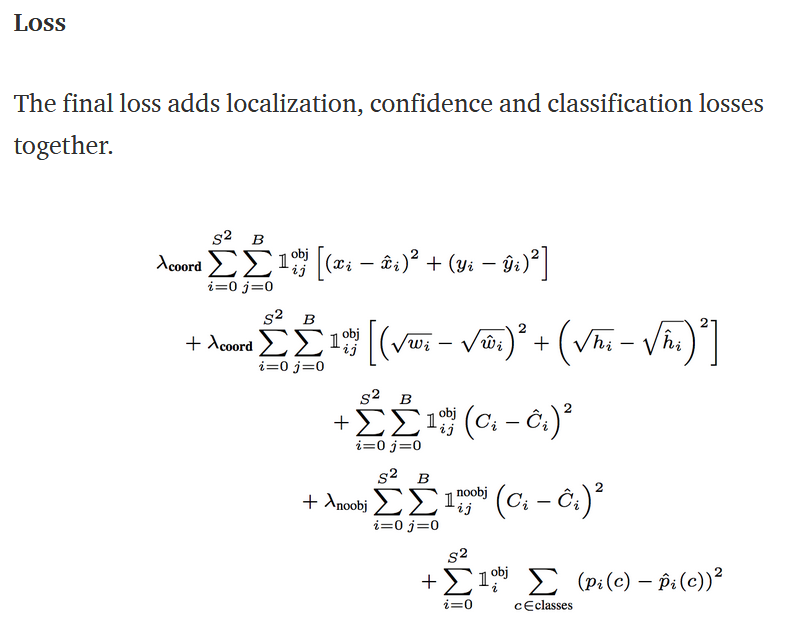 Loss
The final loss adds localization, confidence and classification losses
together.
$\lambda_{\textbf{coord}} \sum_{i=0}^{S^2} \sum_{j=0}^{B} \mathbb{1}_{ij}^{\text{obj}} \left[ (x_i - \hat{x}_i)^2 + (y_i - \hat{y}_i)^2 \right]$
$+ \lambda_{\textbf{coord}} \sum_{i=0}^{S^2} \sum_{j=0}^{B} \mathbb{1}_{ij}^{\text{obj}} \left[ \left( \sqrt{w_i} - \sqrt{\hat{w}_i} \right)^2 + \left( \sqrt{h_i} - \sqrt{\hat{h}_i} \right)^2 \right]$
$+ \sum_{i=0}^{S^2} \sum_{j=0}^{B} \mathbb{1}_{ij}^{\text{obj}} \left( C_i - \hat{C}_i \right)^2$
$+ \lambda_{\text{noobj}} \sum_{i=0}^{S^2} \sum_{j=0}^{B} \mathbb{1}_{ij}^{\text{noobj}} \left( C_i - \hat{C}_i \right)^2$
$+ \sum_{i=0}^{S^2} \mathbb{1}_{i}^{\text{obj}} \sum_{c \in \text{classes}} (p_i(c) - \hat{p}_i(c))^2$